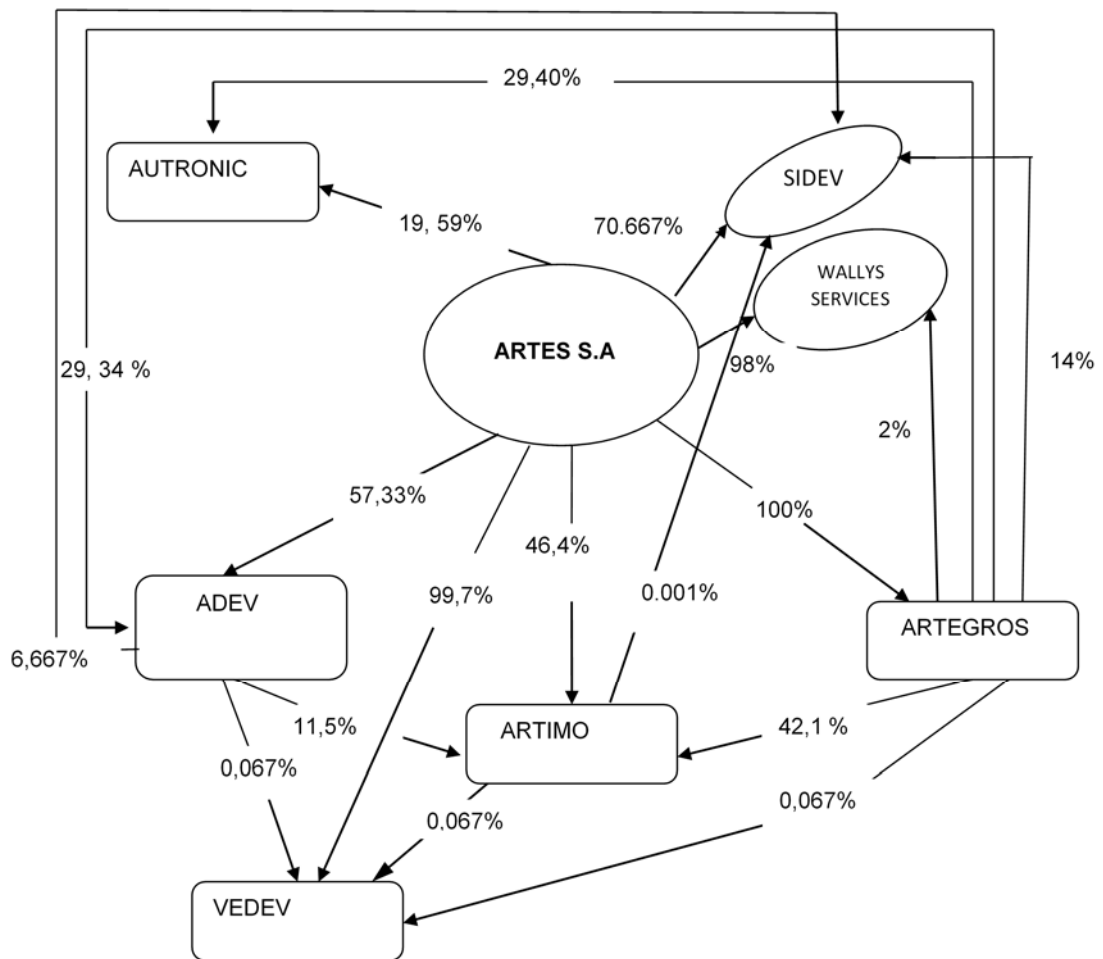 29,40%
AUTRONIC
SIDEV
19, 59%
70.667%
WALLYS
SERVICES
ARTES S.A
29, 34 %
98%
14%
2%
57,33%
100%
46,4%
ADEV
99,7%
0.001%
ARTEGROS
6,667%
11,5%
ARTIMO
42,1 %
0,067%
0,067%
0,067%
VEDEV